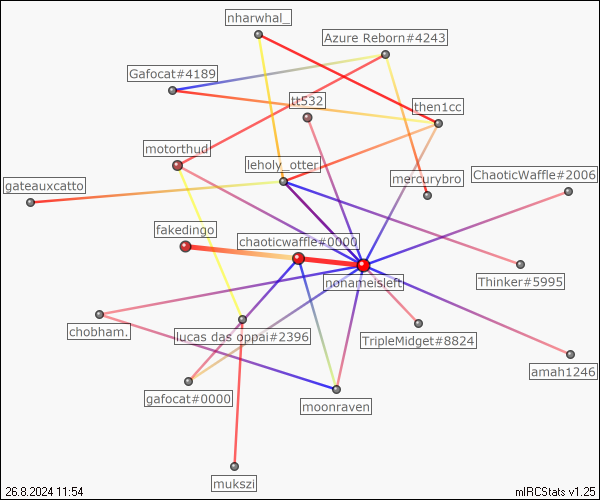 nharwhal_
Azure Reborn#4243
Gafocat#4189
tt532
then1cc
motorthud
leholy_otter
gateauxcatto
mercurybro
ChaoticWaffle#2006
fakedingo
chaoticwaffle#0000
nonameisleft
Thinker#5995
chobham.
lucas das oppai#2396
TripleMidget#8824
amah1246
gafocat#0000
moonraven
mukszi
26.8.2024 11:54
mIRCStats v1.25